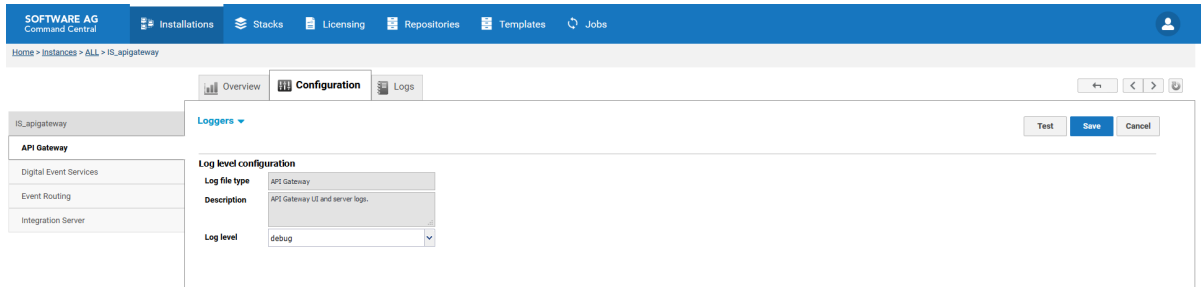 SOFTWARE AG
Command Central
Installations
Stacks
Licensing
Repositories
Templates
Jobs
Home > Instances > ALL > IS_apigateway
Overview
Configuration
Logs
IS_apigateway
API Gateway
Digital Event Services
Event Routing
Integration Server
Loggers
Test
Save
Cancel
Log level configuration
Log file type
API Gateway
Description
API Gateway UI and server logs.
Log level
debug